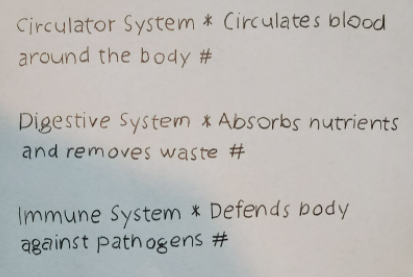 Circulator System * Circulates blood
around the body #
Digestive System * Absorbs nutrients
and removes waste #
Immune System * Defends body
against pathogens #